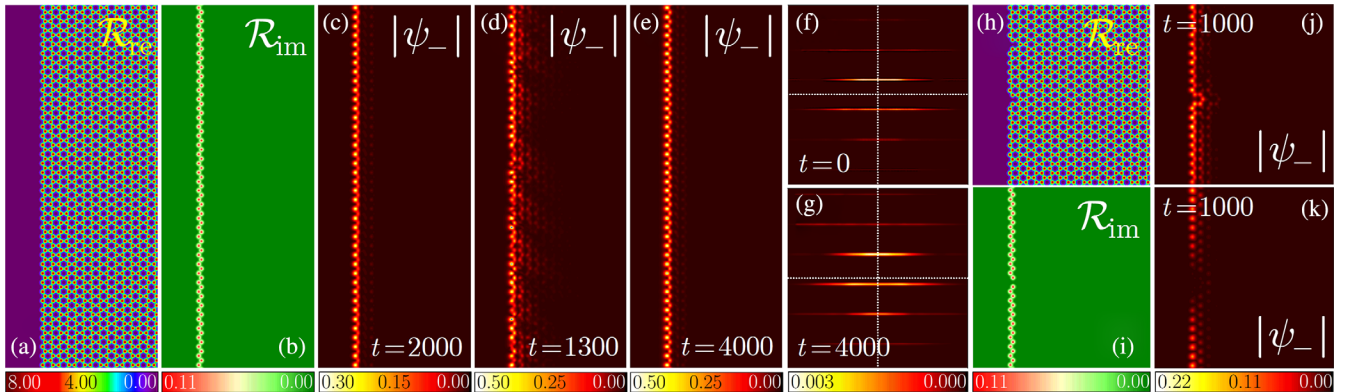 ℛre
(a)
8.00 4.00 0.00
ℛim
(b)
0.11 0.00
(c)
|ψ₋|
t=2000
0.30 0.15 0.00
(d)
|ψ₋|
t=1300
0.50 0.25 0.00
(e)
|ψ₋|
t=4000
0.50 0.25 0.00
(f)
t=0
(g)
t=4000
0.003 0.000
(h)
ℛre
ℛim
(i)
0.11 0.00
t=1000 (j)
|ψ₋|
t=1000 (k)
|ψ₋|
0.22 0.11 0.00